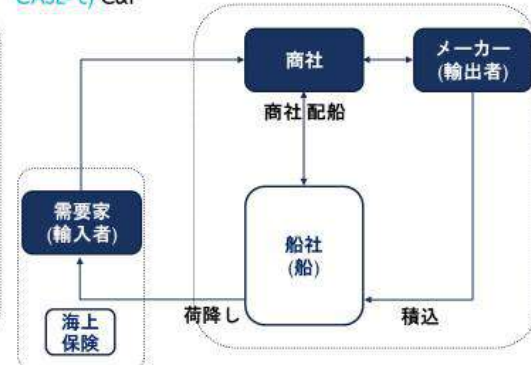 CASE-c) C&F
商社
メーカー
(輸出者)
商社 配船
需要家
(輸入者)
船社
(船)
荷降し
積込
海上
保険